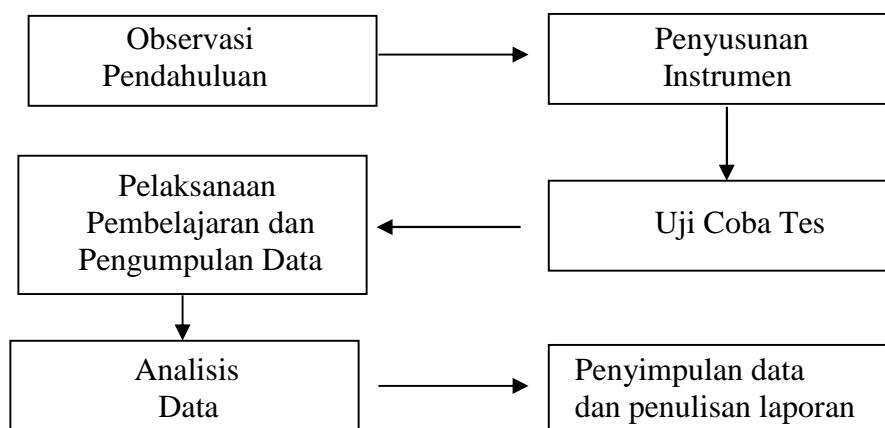 Observasi
Pendahuluan
Penyusunan
Instrumen
Uji Coba Tes
Pelaksanaan
Pembelajaran dan
Pengumpulan Data
Analisis
Data
Penyimpulan data
dan penulisan laporan